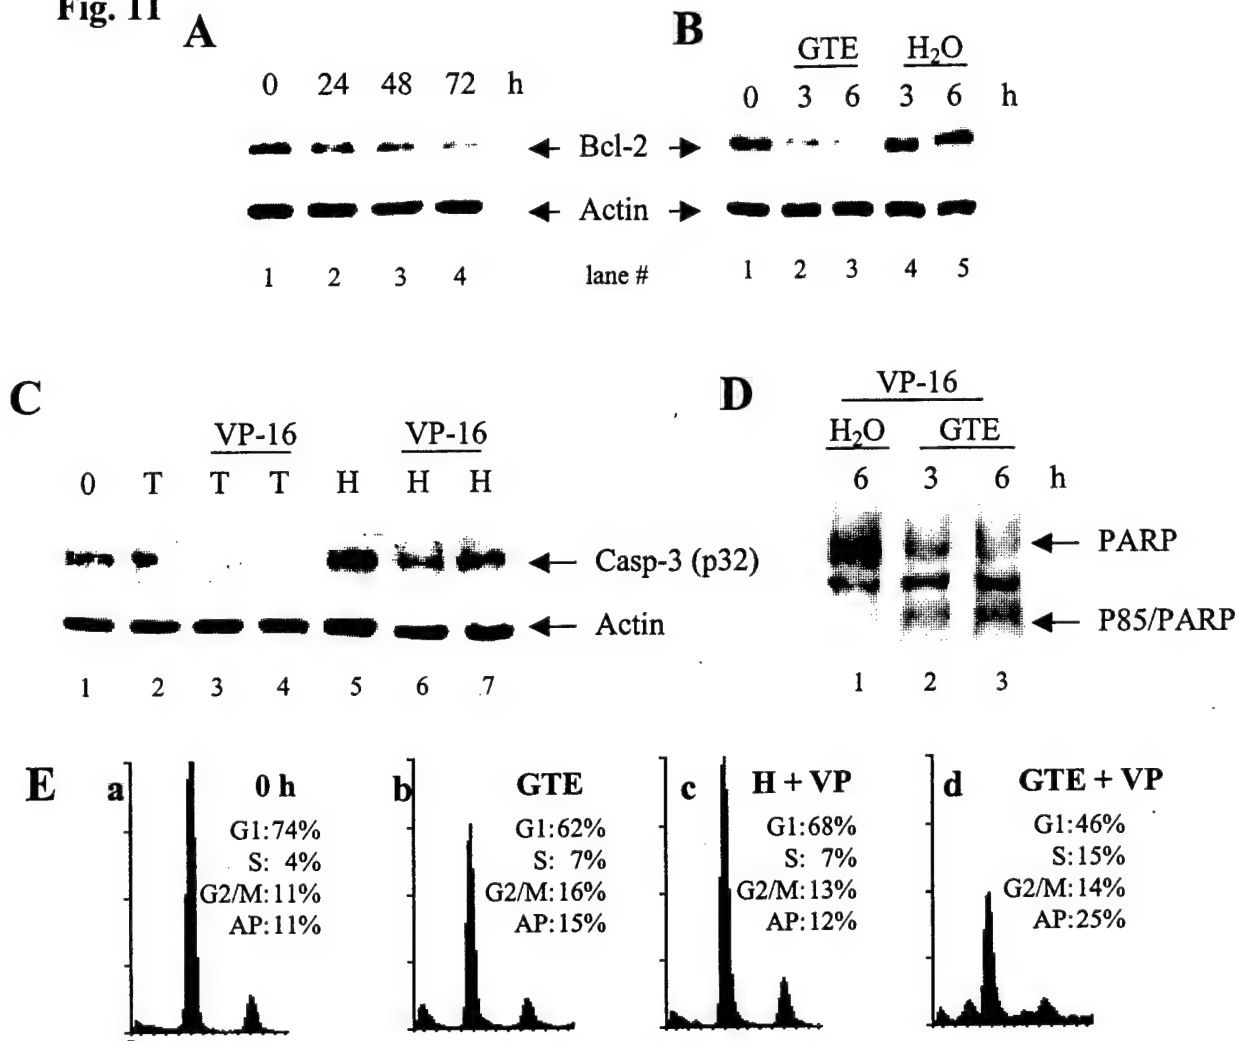 Fig. 11
A
0 24 48 72 h
B
GTE H₂O
0 3 6 3 6 h
Bcl-2
Actin
1 2 3 4 lane # 1 2 3 4 5
C
VP-16 VP-16
0 T T T H H H
Casp-3 (p32)
Actin
1 2 3 4 5 6 7
D
VP-16
H₂O GTE
6 3 6 h
PARP
P85/PARP
1 2 3
E
a 0 h
G1:74%
S: 4%
G2/M:11%
AP:11%
b GTE
G1:62%
S: 7%
G2/M:16%
AP:15%
c H + VP
G1:68%
S: 7%
G2/M:13%
AP:12%
d GTE + VP
G1:46%
S:15%
G2/M:14%
AP:25%